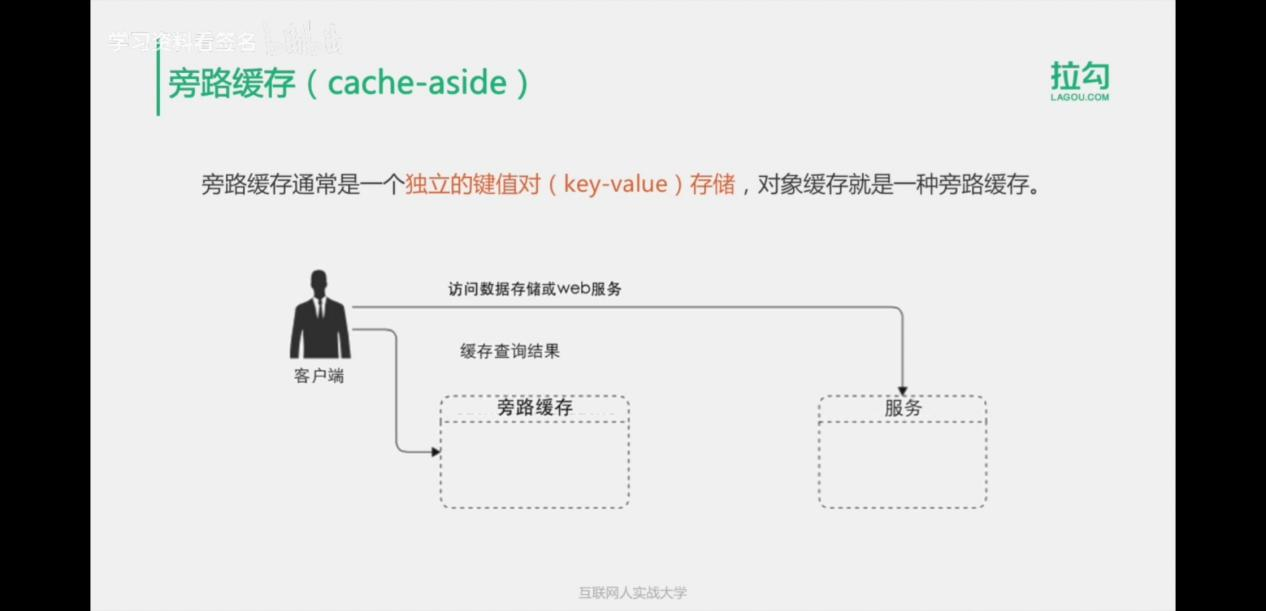 学习资料看签名
旁路缓存（cache-aside）
拉勾
LAGOU.COM
旁路缓存通常是一个独立的键值对（key-value）存储，对象缓存就是一种旁路缓存。
访问数据存储或web服务
缓存查询结果
客户端
旁路缓存
服务
互联网人实战大学